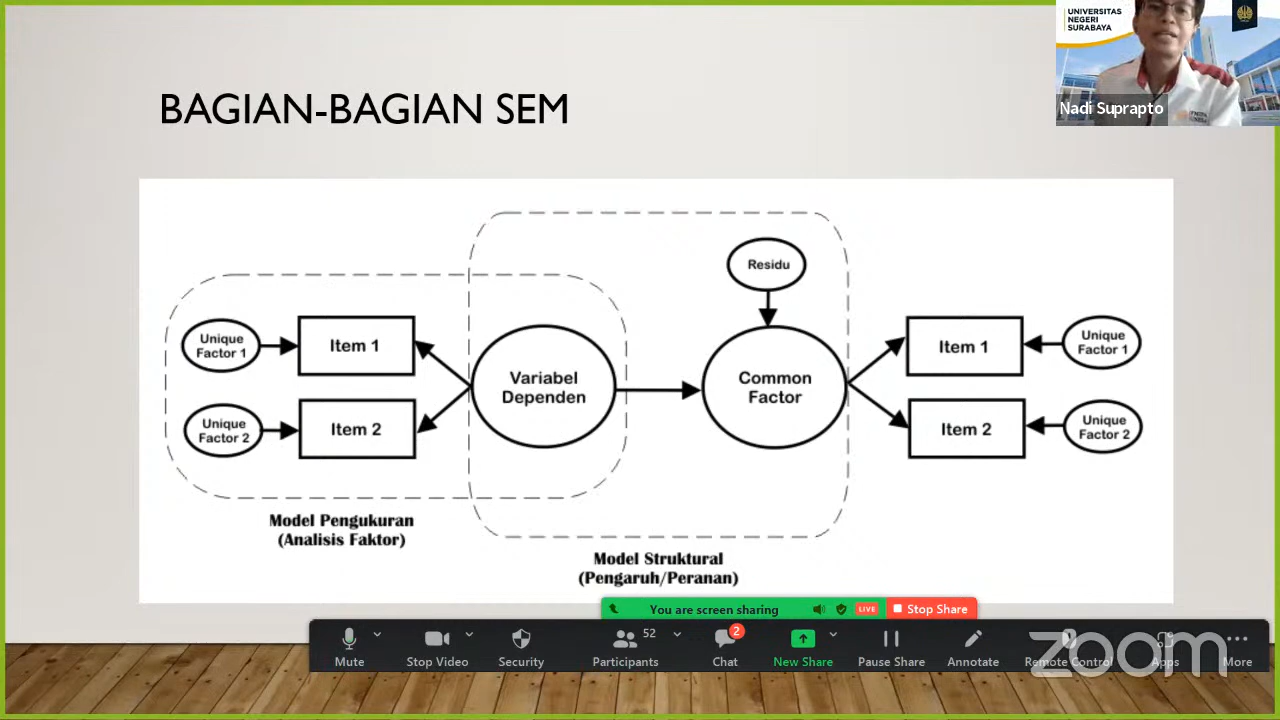 UNIVERSITAS
NEGERI
SURABAYA
Nadi Suprapto
BAGIAN-BAGIAN SEM
Residu
Unique
Factor 1
Item 1
Unique
Factor 2
Item 2
Variabel
Dependen
Common
Factor
Item 1
Unique
Factor 1
Item 2
Unique
Factor 2
Model Pengukuran
(Analisis Faktor)
Model Struktural
(Pengaruh/Peranan)
You are screen sharing
LIVE
Stop Share
Mute
Stop Video
Security
52
Participants
2
Chat
New Share
Pause Share
Annotate
Remote Control
Apps
More
zoom